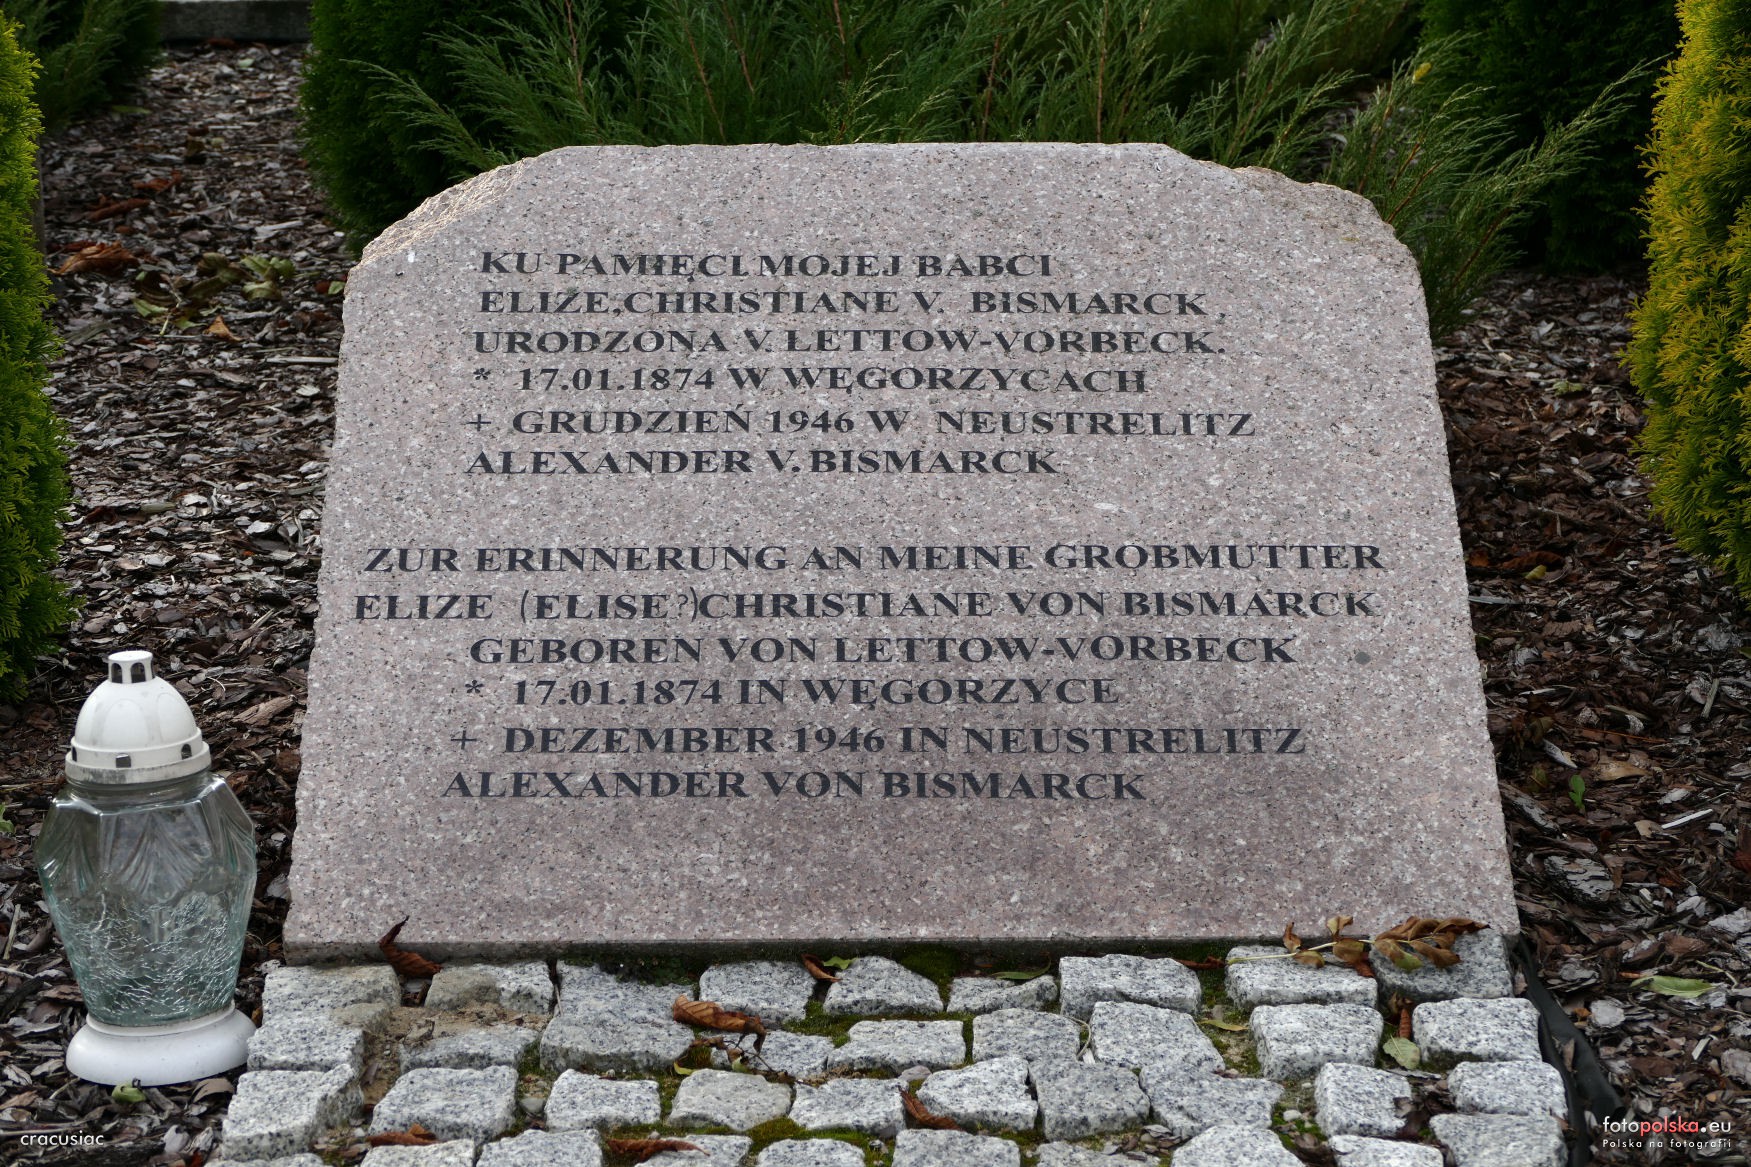 KU PAMIĘCI MOJEJ BABCI
ELIZE,CHRISTIANE V. BISMARCK,
URODZONA V. LETTOW-VORBECK.
* 17.01.1874 W WĘGORZYCACH
+ GRUDZIEŃ 1946 W NEUSTRELITZ
ALEXANDER V. BISMARCK
ZUR ERINNERUNG AN MEINE GROBMUTTER
ELIZE (ELISE?)CHRISTIANE VON BISMARCK
GEBOREN VON LETTOW-VORBECK
* 17.01.1874 IN WĘGORZYCE
+ DEZEMBER 1946 IN NEUSTRELITZ
ALEXANDER VON BISMARCK
cracusiac
fotopolska.eu
Polska na fotografii